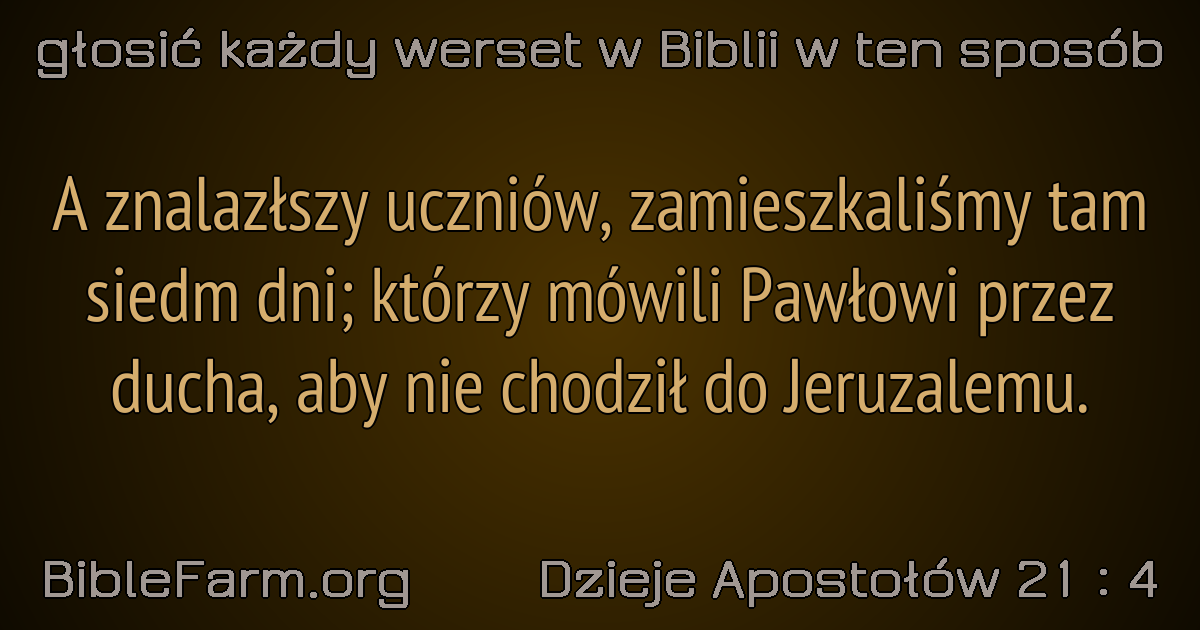 głosić każdy werset w Biblii w ten sposób
A znalazłszy uczniów, zamieszkaliśmy tam
siedm dni; którzy mówili Pawłowi przez
ducha, aby nie chodził do Jeruzalemu.
BibleFarm.org Dzieje Apostołów 21 : 4